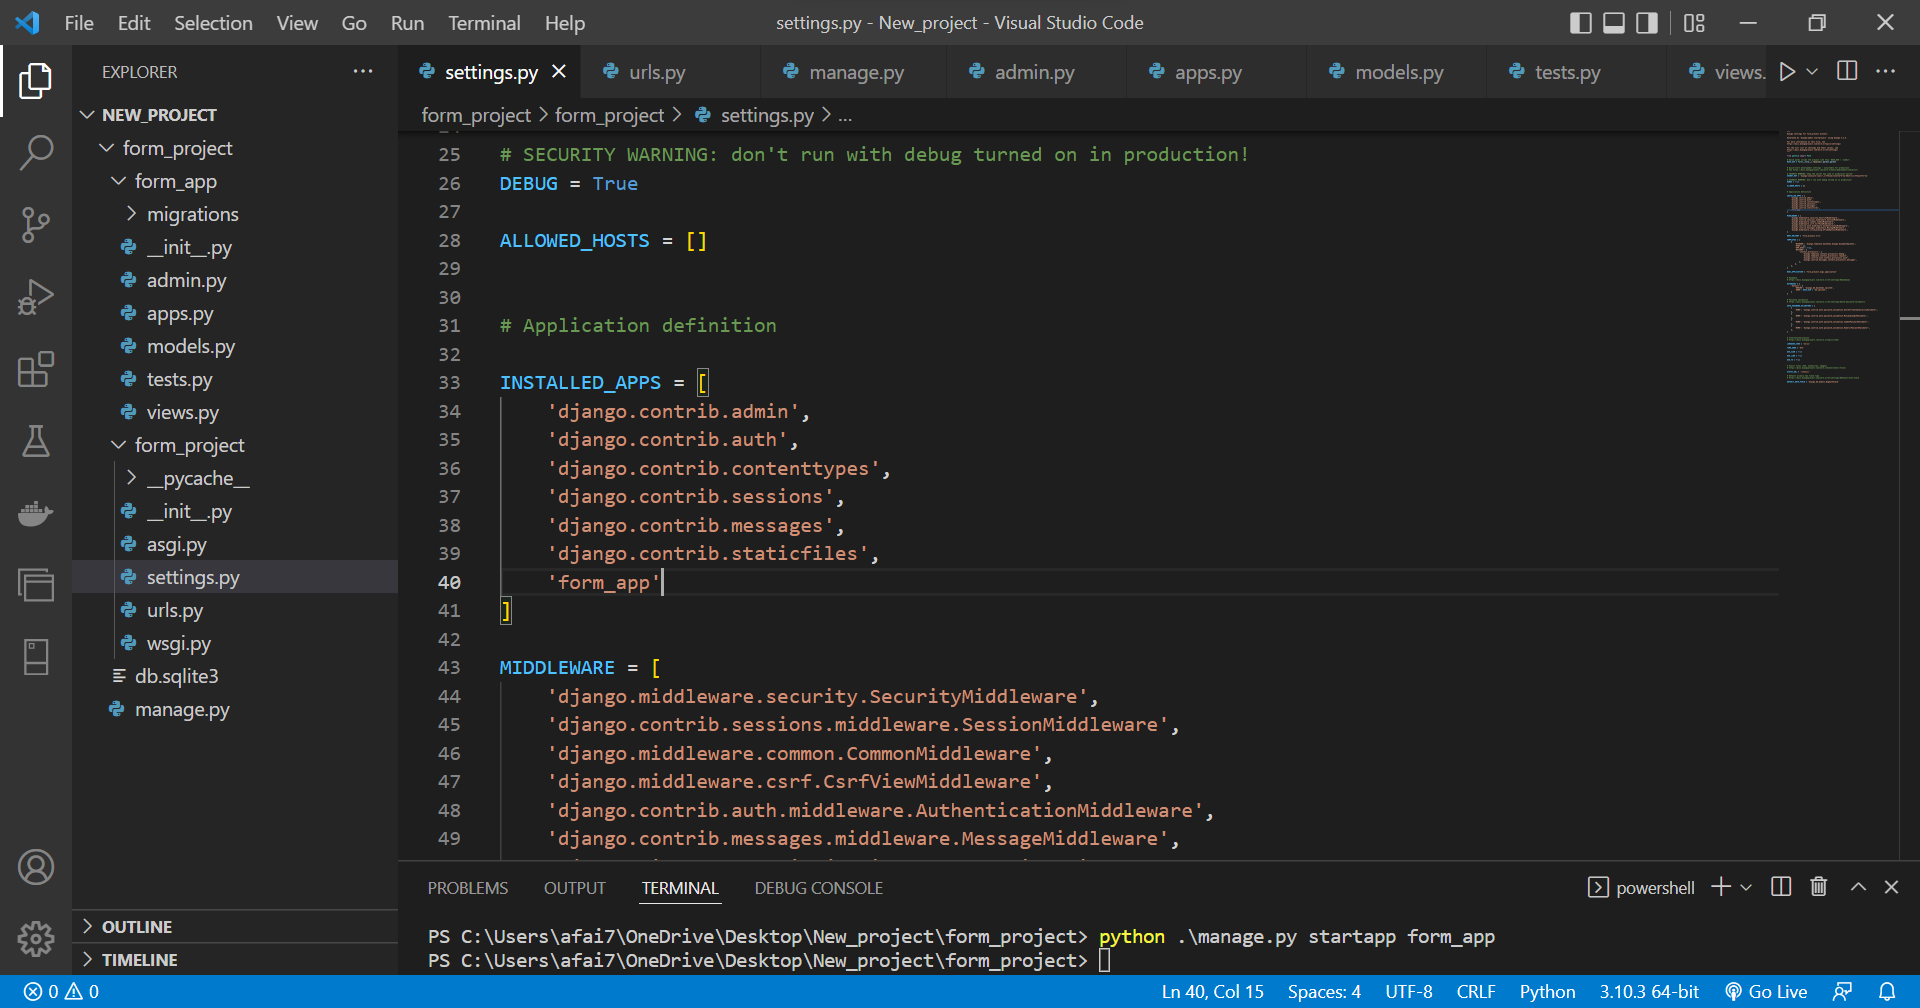 File Edit Selection View Go Run Terminal Help
settings.py - New_project - Visual Studio Code
EXPLORER
NEW_PROJECT
form_project
form_app
migrations
__init__.py
admin.py
apps.py
models.py
tests.py
views.py
form_project
__pycache__
__init__.py
asgi.py
settings.py
urls.py
wsgi.py
db.sqlite3
manage.py
OUTLINE
TIMELINE
settings.py urls.py manage.py admin.py apps.py models.py tests.py views.
form_project > form_project > settings.py > ...
25 # SECURITY WARNING: don't run with debug turned on in production!
26 DEBUG = True
27
28 ALLOWED_HOSTS = []
29
30
31 # Application definition
32
33 INSTALLED_APPS = [
34 'django.contrib.admin',
35 'django.contrib.auth',
36 'django.contrib.contenttypes',
37 'django.contrib.sessions',
38 'django.contrib.messages',
39 'django.contrib.staticfiles',
40 'form_app'
41 ]
42
43 MIDDLEWARE = [
44 'django.middleware.security.SecurityMiddleware',
45 'django.contrib.sessions.middleware.SessionMiddleware',
46 'django.middleware.common.CommonMiddleware',
47 'django.middleware.csrf.CsrfViewMiddleware',
48 'django.contrib.auth.middleware.AuthenticationMiddleware',
49 'django.contrib.messages.middleware.MessageMiddleware',
PROBLEMS OUTPUT TERMINAL DEBUG CONSOLE
powershell
PS C:\Users\afai7\OneDrive\Desktop\New_project\form_project> python .\manage.py startapp form_app
PS C:\Users\afai7\OneDrive\Desktop\New_project\form_project>
0 0
Ln 40, Col 15 Spaces: 4 UTF-8 CRLF Python 3.10.3 64-bit Go Live